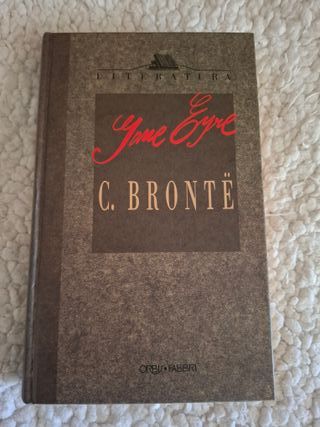 LITERATURA
Jane Eyre
C. BRONTË
ORBIS•FABBRI